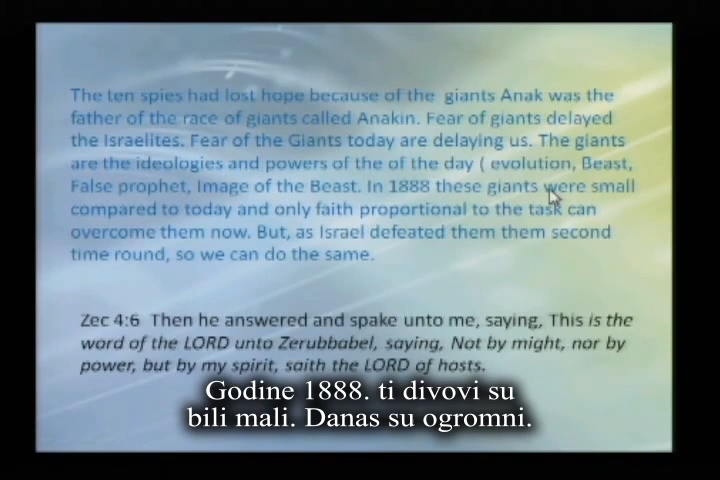 The ten spies had lost hope because of the giants Anak was the
father of the race of giants called Anakin. Fear of giants delayed
the Israelites. Fear of the Giants today are delaying us. The giants
are the ideologies and powers of the of the day ( evolution, Beast,
False prophet, Image of the Beast. In 1888 these giants were small
compared to today and only faith proportional to the task can
overcome them now. But, as Israel defeated them them second
time round, so we can do the same.
Zec 4:6 Then he answered and spake unto me, saying, This is the
word of the LORD unto Zerubbabel, saying, Not by might, nor by
power, but by my spirit, saith the LORD of hosts.
Godine 1888. ti divovi su
bili mali. Danas su ogromni.